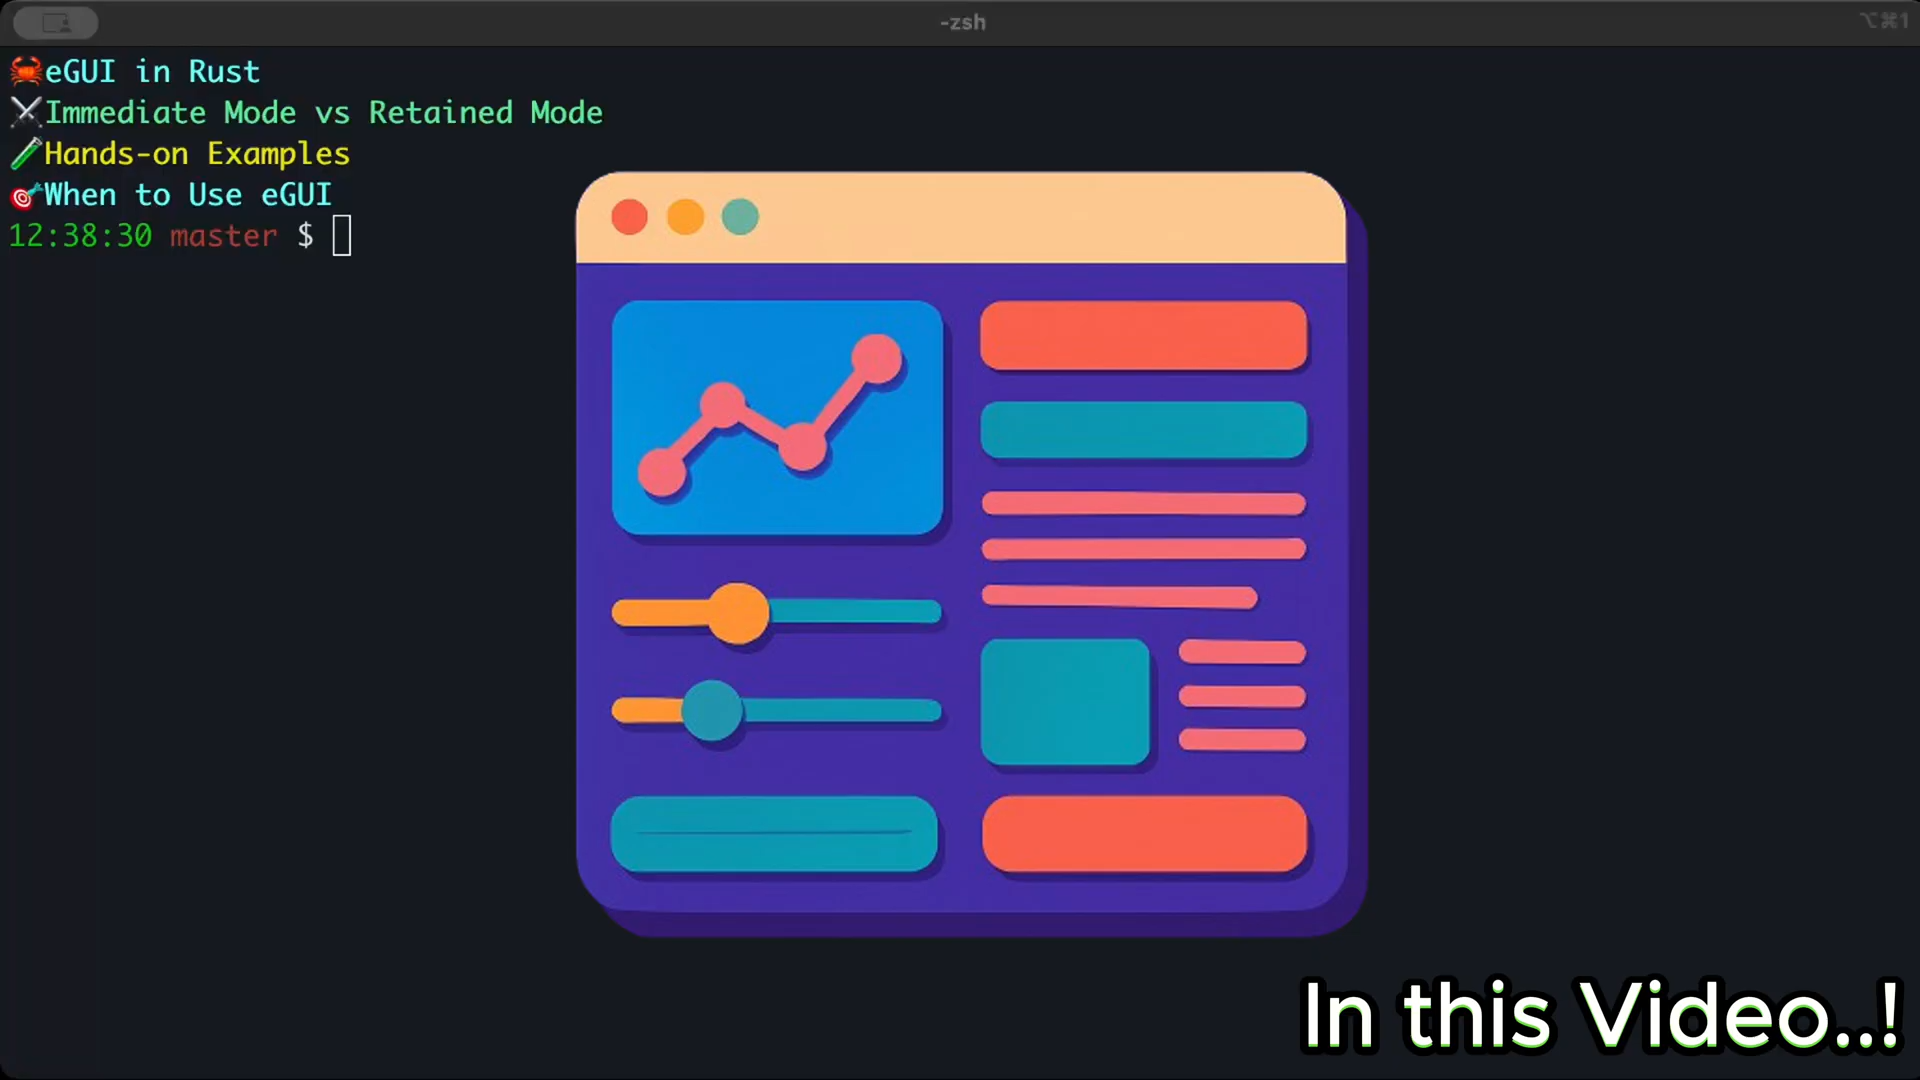 -zsh
⌥⌘1
🦀eGUI in Rust
⚔Immediate Mode vs Retained Mode
🧪Hands-on Examples
🎯When to Use eGUI
12:38:30 master $
In this Video..!